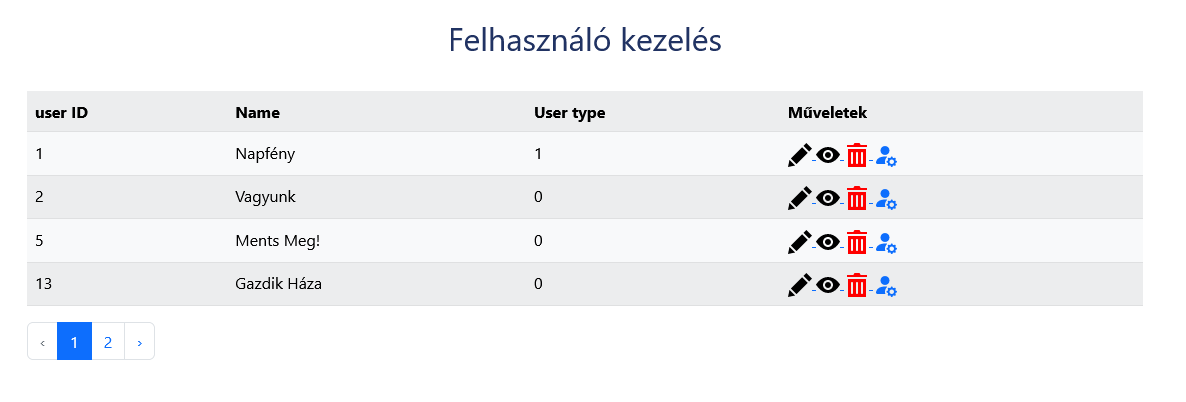 Felhasználó kezelés
user ID Name User type Műveletek
1 Napfény 1
2 Vagyunk 0
5 Ments Meg! 0
13 Gazdik Háza 0
‹ 1 2 ›